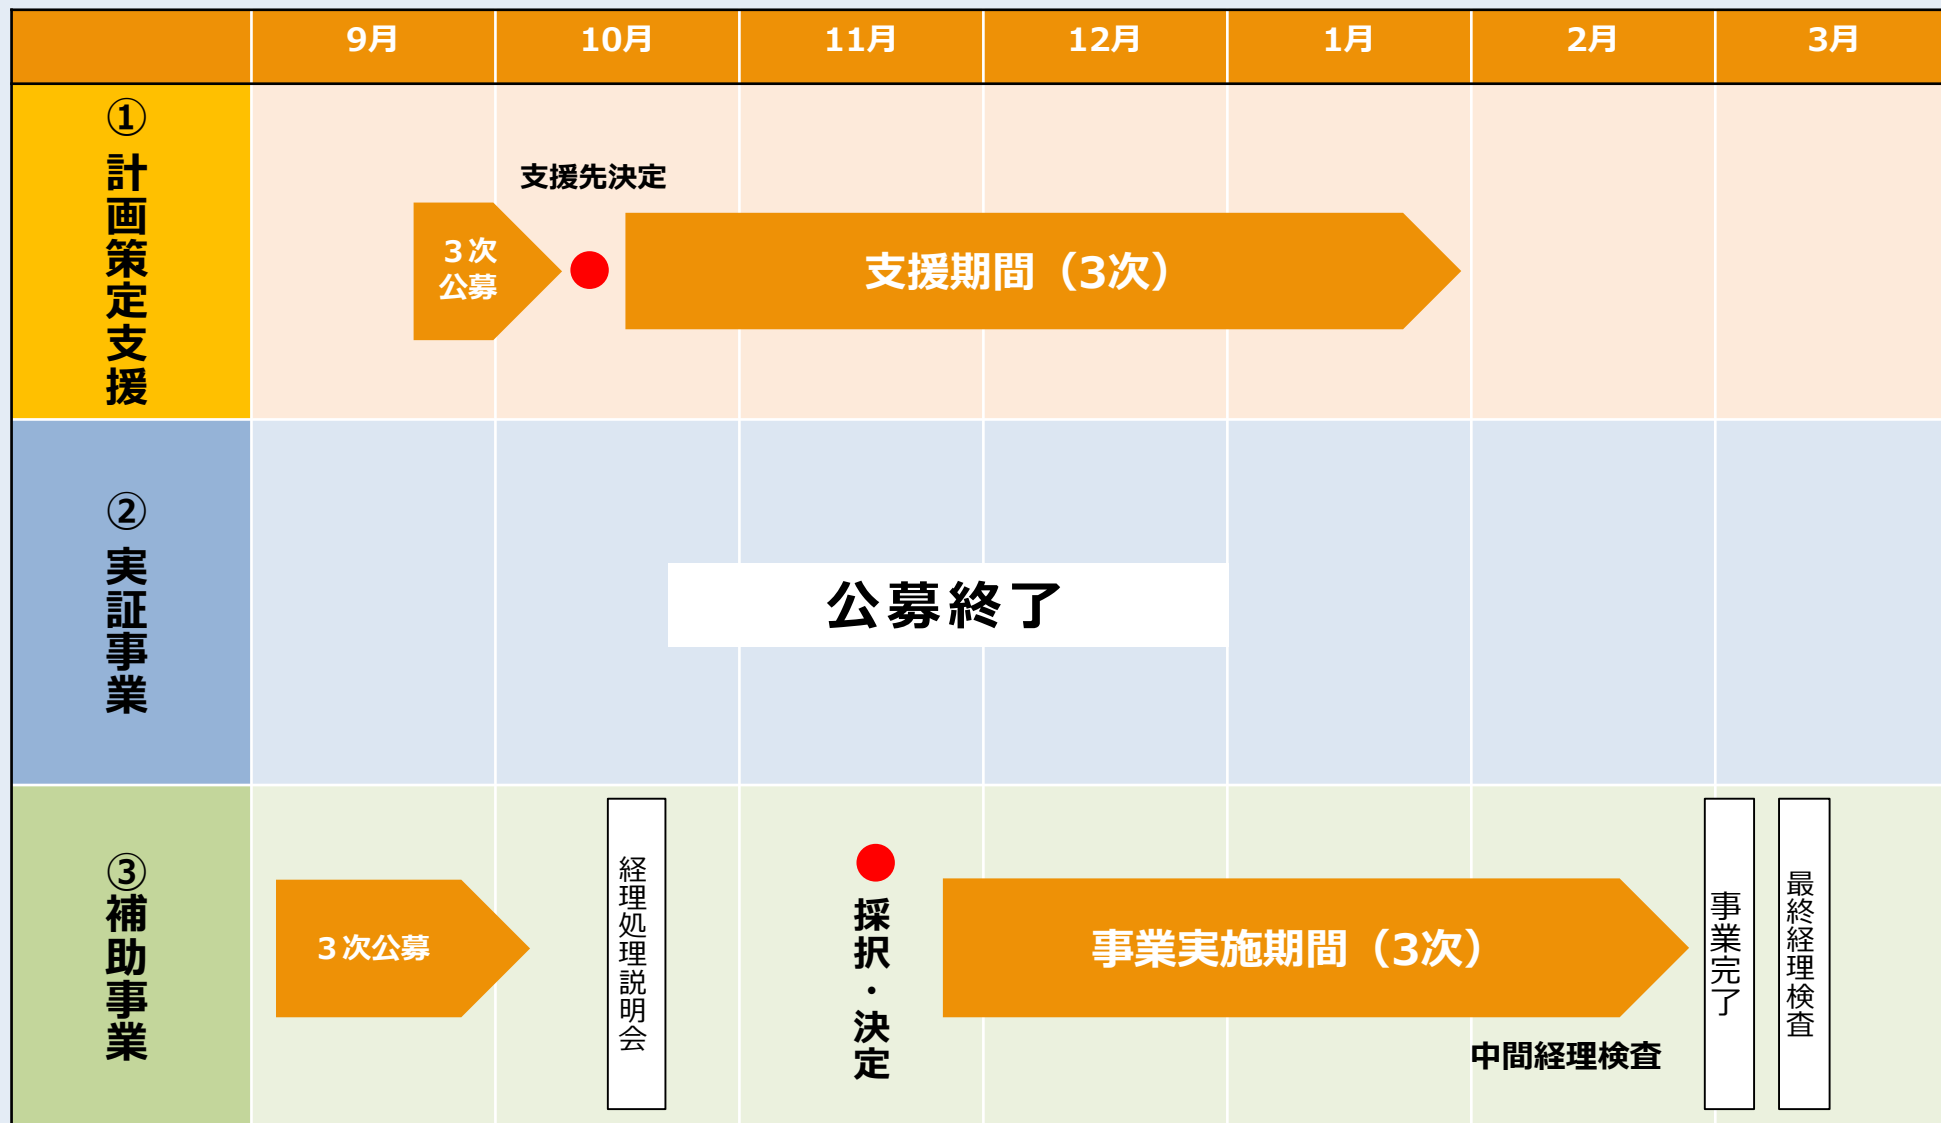 9月
10月
11月
12月
1月
2月
3月
①計画策定支援
支援先決定
３次
公募
支援期間（3次）
②実証事業
公募終了
③補助事業
３次公募
経理処理説明会
採択・決定
事業実施期間（3次）
中間経理検査
事業完了
最終経理検査